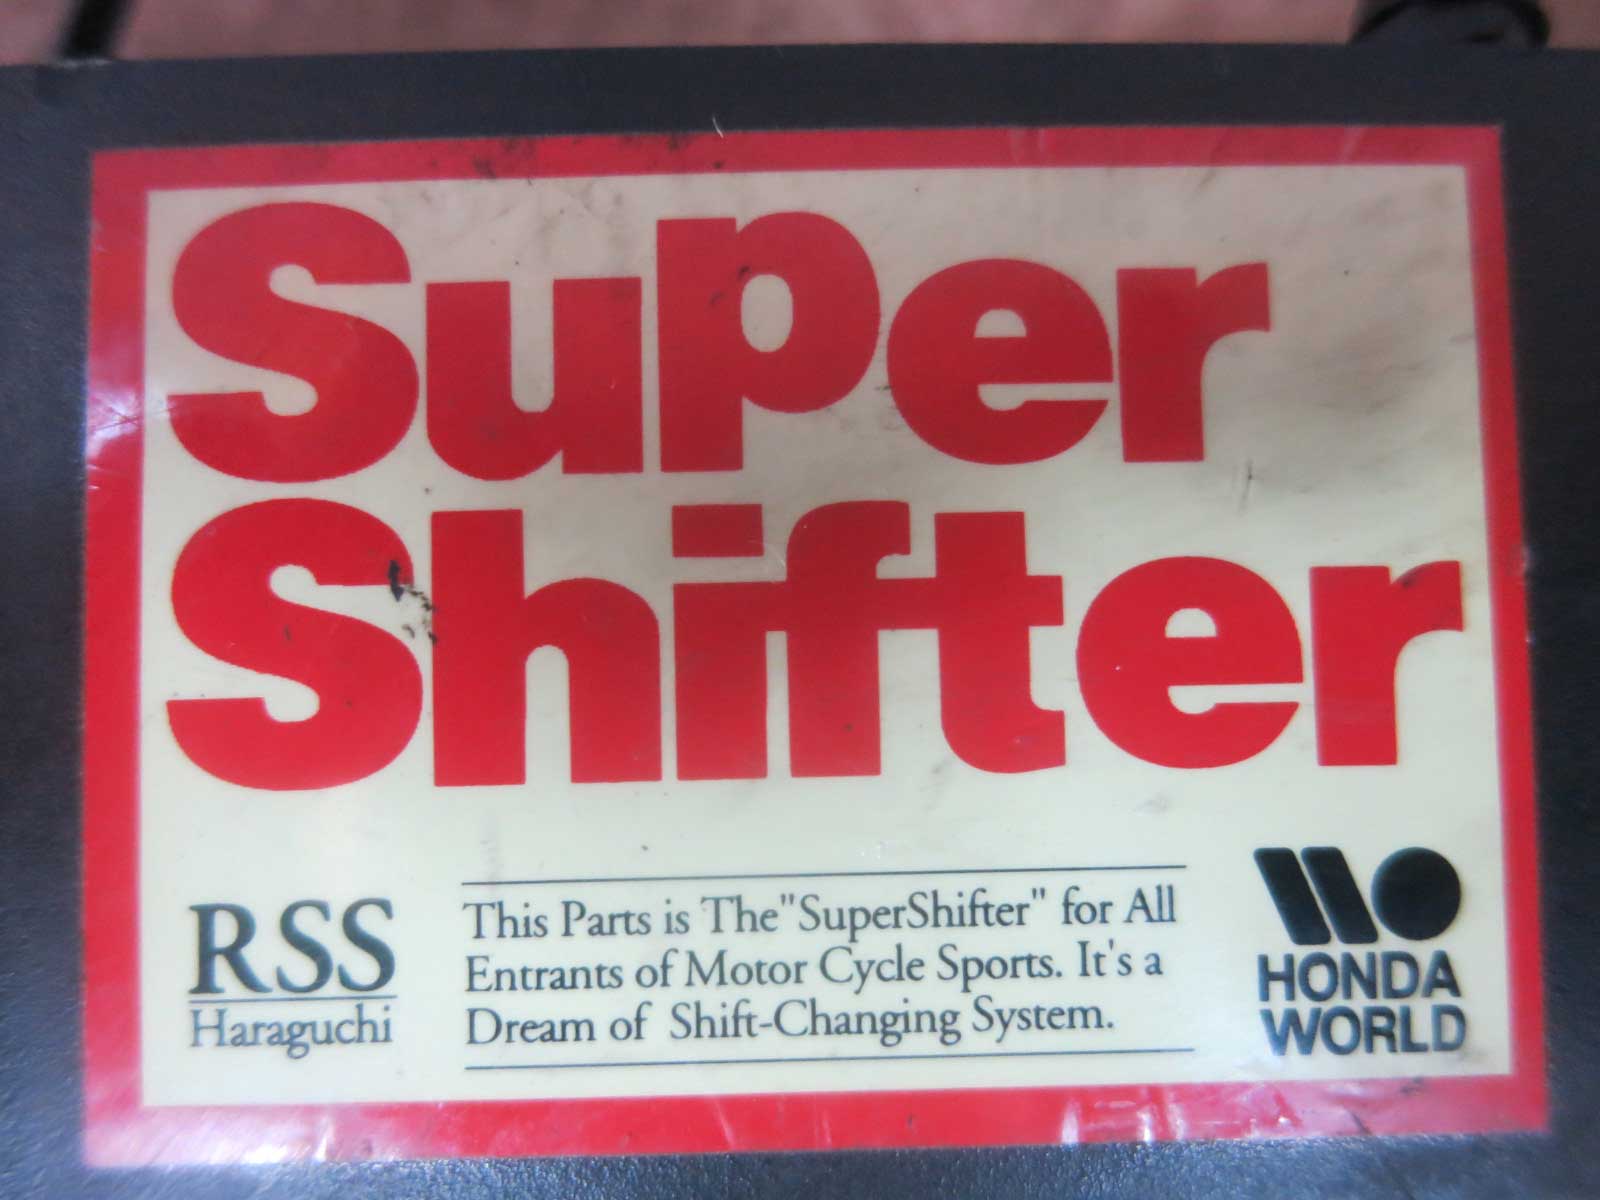 Super
Shifter
RSS
Haraguchi
This Parts is The"SuperShifter" for All
Entrants of Motor Cycle Sports. It's a
Dream of Shift-Changing System.
HONDA
WORLD